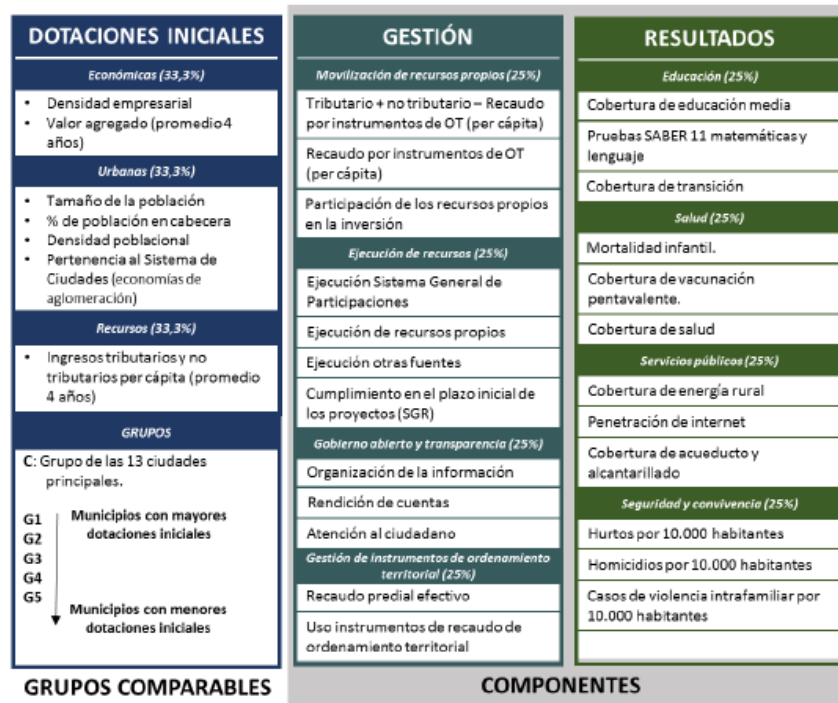 DOTACIONES INICIALES
Económicas (33,3%)
• Densidad empresarial
• Valor agregado (promedio 4
años)
Urbanas (33,3%)
• Tamaño de la población
• % de población en cabecera
• Densidad poblacional
• Pertenencia al Sistema de
Ciudades (economías de
aglomeración)
Recursos (33,3%)
• Ingresos tributarios y no
tributarios per cápita (promedio
4 años)
GRUPOS
C: Grupo de las 13 ciudades
principales.
G1
G2
G3
G4
G5
Municipios con mayores
dotaciones iniciales
Municipios con menores
dotaciones iniciales
GRUPOS COMPARABLES
GESTIÓN
Movilización de recursos propios (25%)
Tributario + no tributario – Recaudo
por instrumentos de OT (per cápita)
Recaudo por instrumentos de OT
(per cápita)
Participación de los recursos propios
en la inversión
Ejecución de recursos (25%)
Ejecución Sistema General de
Participaciones
Ejecución de recursos propios
Ejecución otras fuentes
Cumplimiento en el plazo inicial de
los proyectos (SGR)
Gobierno abierto y transparencia (25%)
Organización de la información
Rendición de cuentas
Atención al ciudadano
Gestión de instrumentos de ordenamiento
territorial (25%)
Recaudo predial efectivo
Uso instrumentos de recaudo de
ordenamiento territorial
RESULTADOS
Educación (25%)
Cobertura de educación media
Pruebas SABER 11 matemáticas y
lenguaje
Cobertura de transición
Salud (25%)
Mortalidad infantil.
Cobertura de vacunación
pentavalente.
Cobertura de salud
Servicios públicos (25%)
Cobertura de energía rural
Penetración de internet
Cobertura de acueducto y
alcantarillado
Seguridad y convivencia (25%)
Hurtos por 10.000 habitantes
Homicidios por 10.000 habitantes
Casos de violencia intrafamiliar por
10.000 habitantes
COMPONENTES